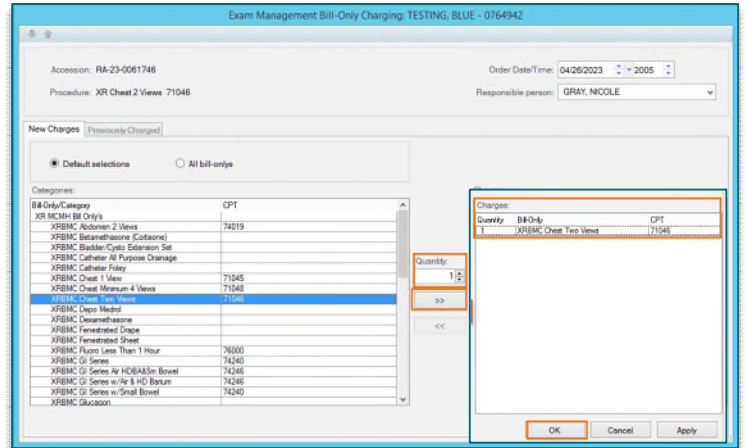 Exam Management Bill-Only Charging: TESTING, BLUE - 0764942
Accession: RA-23-0061746
Order Date/Time: 04/26/2023 2005
Procedure: XR Chest 2 Views 71046
Responsible person: GRAY, NICOLE
New Charges Previously Charged
Default selections All bill-onlys
Categories:
Bill-Only/Category CPT
XR MCMH Bill Only's
XRBMC Abdomen 2 Views 74019
XRBMC Betamethasone (Cortisone)
XRBMC Bladder/Cysto Extension Set
XRBMC Catheter All Purpose Drainage
XRBMC Catheter Foley
XRBMC Chest 1 View 71045
XRBMC Chest Minimum 4 Views 71048
XRBMC Chest Two Views 71046
XRBMC Depo Medrol
XRBMC Dexamethasone
XRBMC Fenestrated Drape
XRBMC Fenestrated Sheet
XRBMC Fluoro Less Than 1 Hour 76000
XRBMC GI Series 74240
XRBMC GI Series Air HDBA&Sm Bowel 74246
XRBMC GI Series w/Air & HD Barium 74246
XRBMC GI Series w/Small Bowel 74240
XRBMC Glucagon
Quantity:
1
>>
<<
Charges:
Quantity Bill-Only CPT
1 XRBMC Chest Two Views 71046
OK Cancel Apply